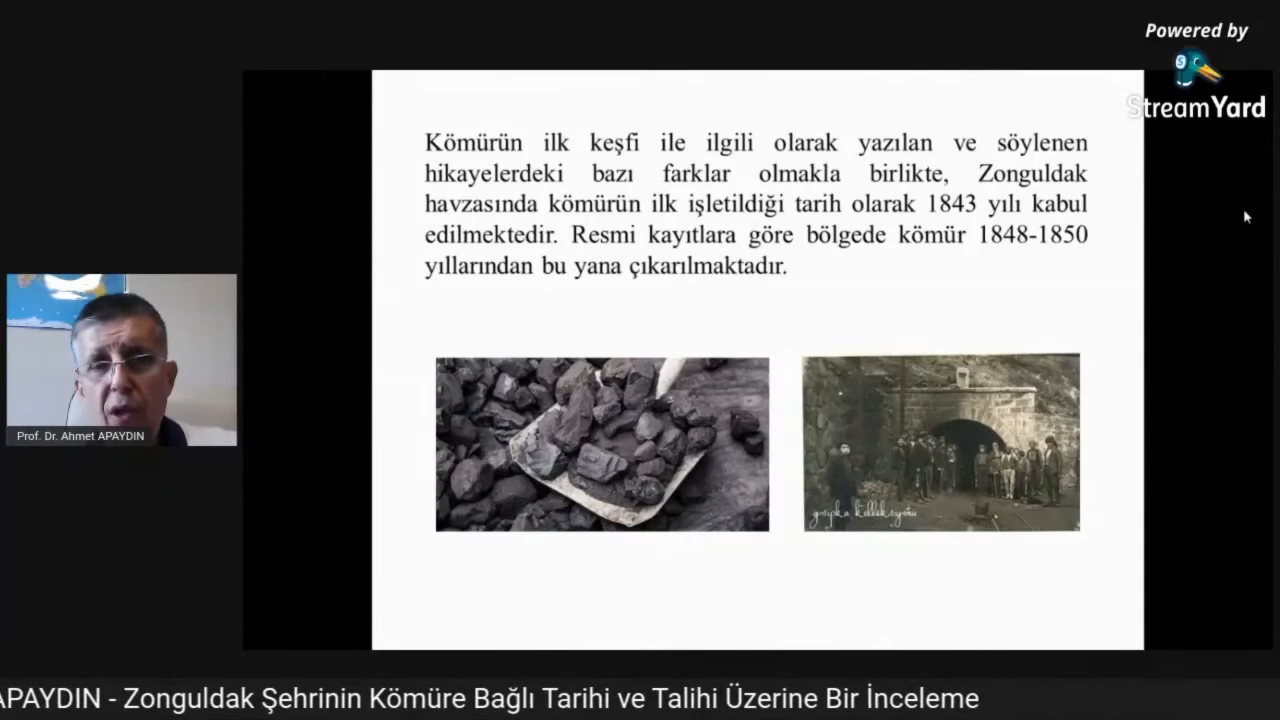 Powered by
StreamYard
Kömürün ilk keşfi ile ilgili olarak yazılan ve söylenen
hikayelerdeki bazı farklar olmakla birlikte, Zonguldak
havzasında kömürün ilk işletildiği tarih olarak 1843 yılı kabul
edilmektedir. Resmi kayıtlara göre bölgede kömür 1848-1850
yıllarından bu yana çıkarılmaktadır.
Prof. Dr. Ahmet APAYDIN
APAYDIN - Zonguldak Şehrinin Kömüre Bağlı Tarihi ve Talihi Üzerine Bir İnceleme